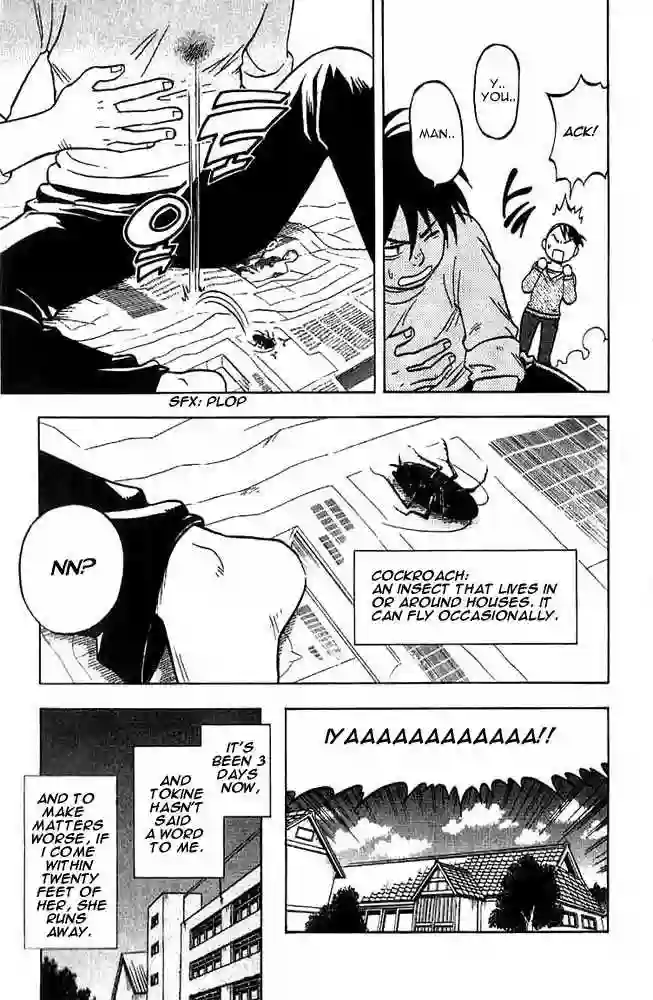 ACK!
Y..
YOU..
MAN..
SFX: PLOP
NN?
COCKROACH:
AN INSECT THAT LIVES IN
OR AROUND HOUSES. IT
CAN FLY OCCASIONALLY.
IYAAAAAAAAAAAA!!
IT'S
BEEN 3
DAYS
NOW,
AND
TOKINE
HASN'T
SAID
A WORD
TO ME.
AND TO
MAKE
MATTERS
WORSE, IF
I COME
WITHIN
TWENTY
FEET OF
HER, SHE
RUNS
AWAY.